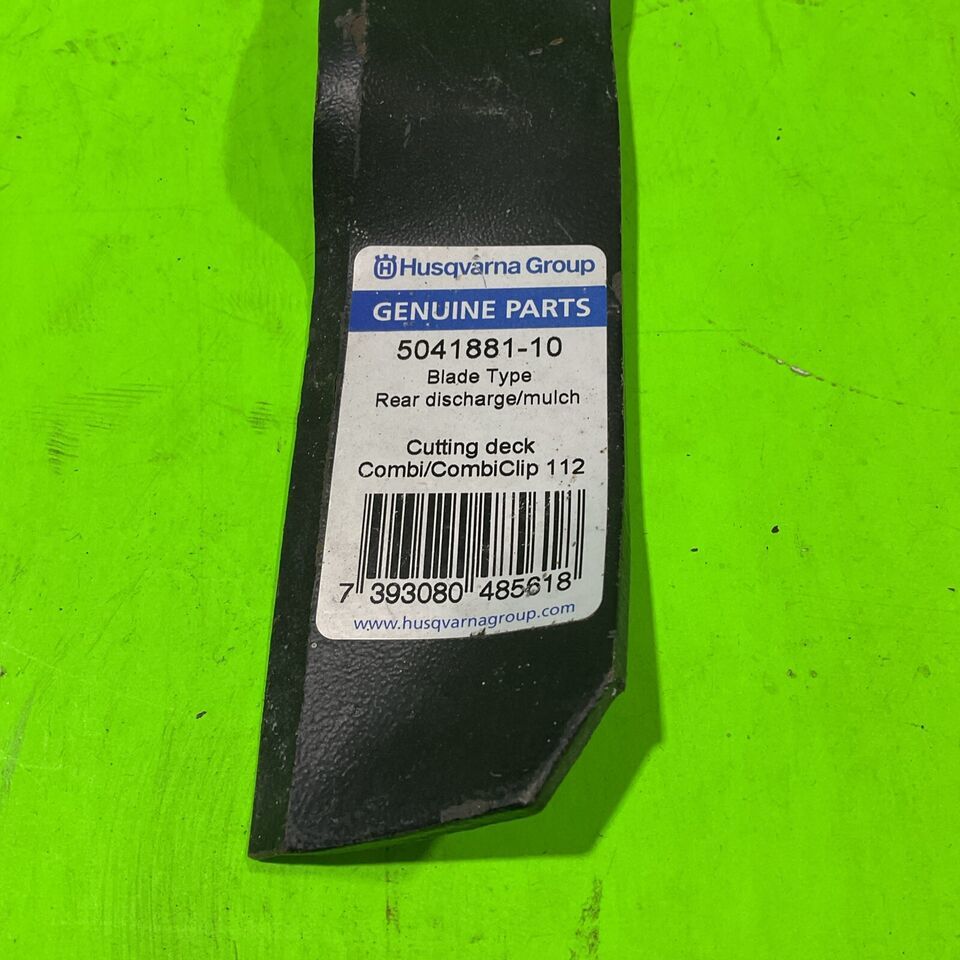 Husqvarna Group
GENUINE PARTS
5041881-10
Blade Type
Rear discharge/mulch
Cutting deck
Combi/CombiClip 112
7 393080 485618
www.husqvarnagroup.com